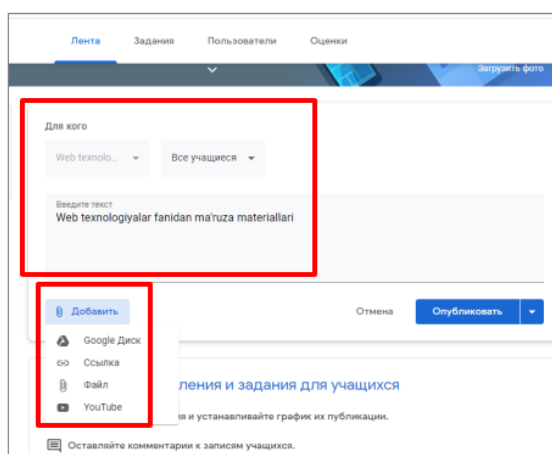 Лента Задания Пользователи Оценки
Загрузить фото
Для кого
Web texnolo... Все учащиеся
Введите текст
Web texnologiyalar fanidan ma'ruza materiallari
Добавить Отмена Опубликовать
Google Диск
Ссылка
Файл
YouTube
ления и задания для учащихся
я и устанавливайте график их публикации.
Оставляйте комментарии к записям учащихся.